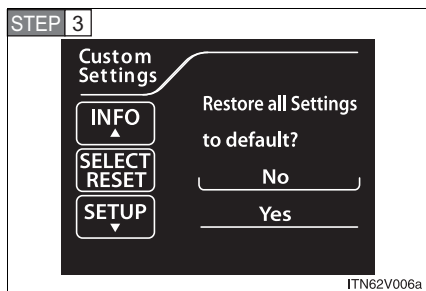 STEP 3
Custom
Settings
INFO
▲
SELECT
RESET
SETUP
▼
Restore all Settings
to default?
No
Yes
ITN62V006a